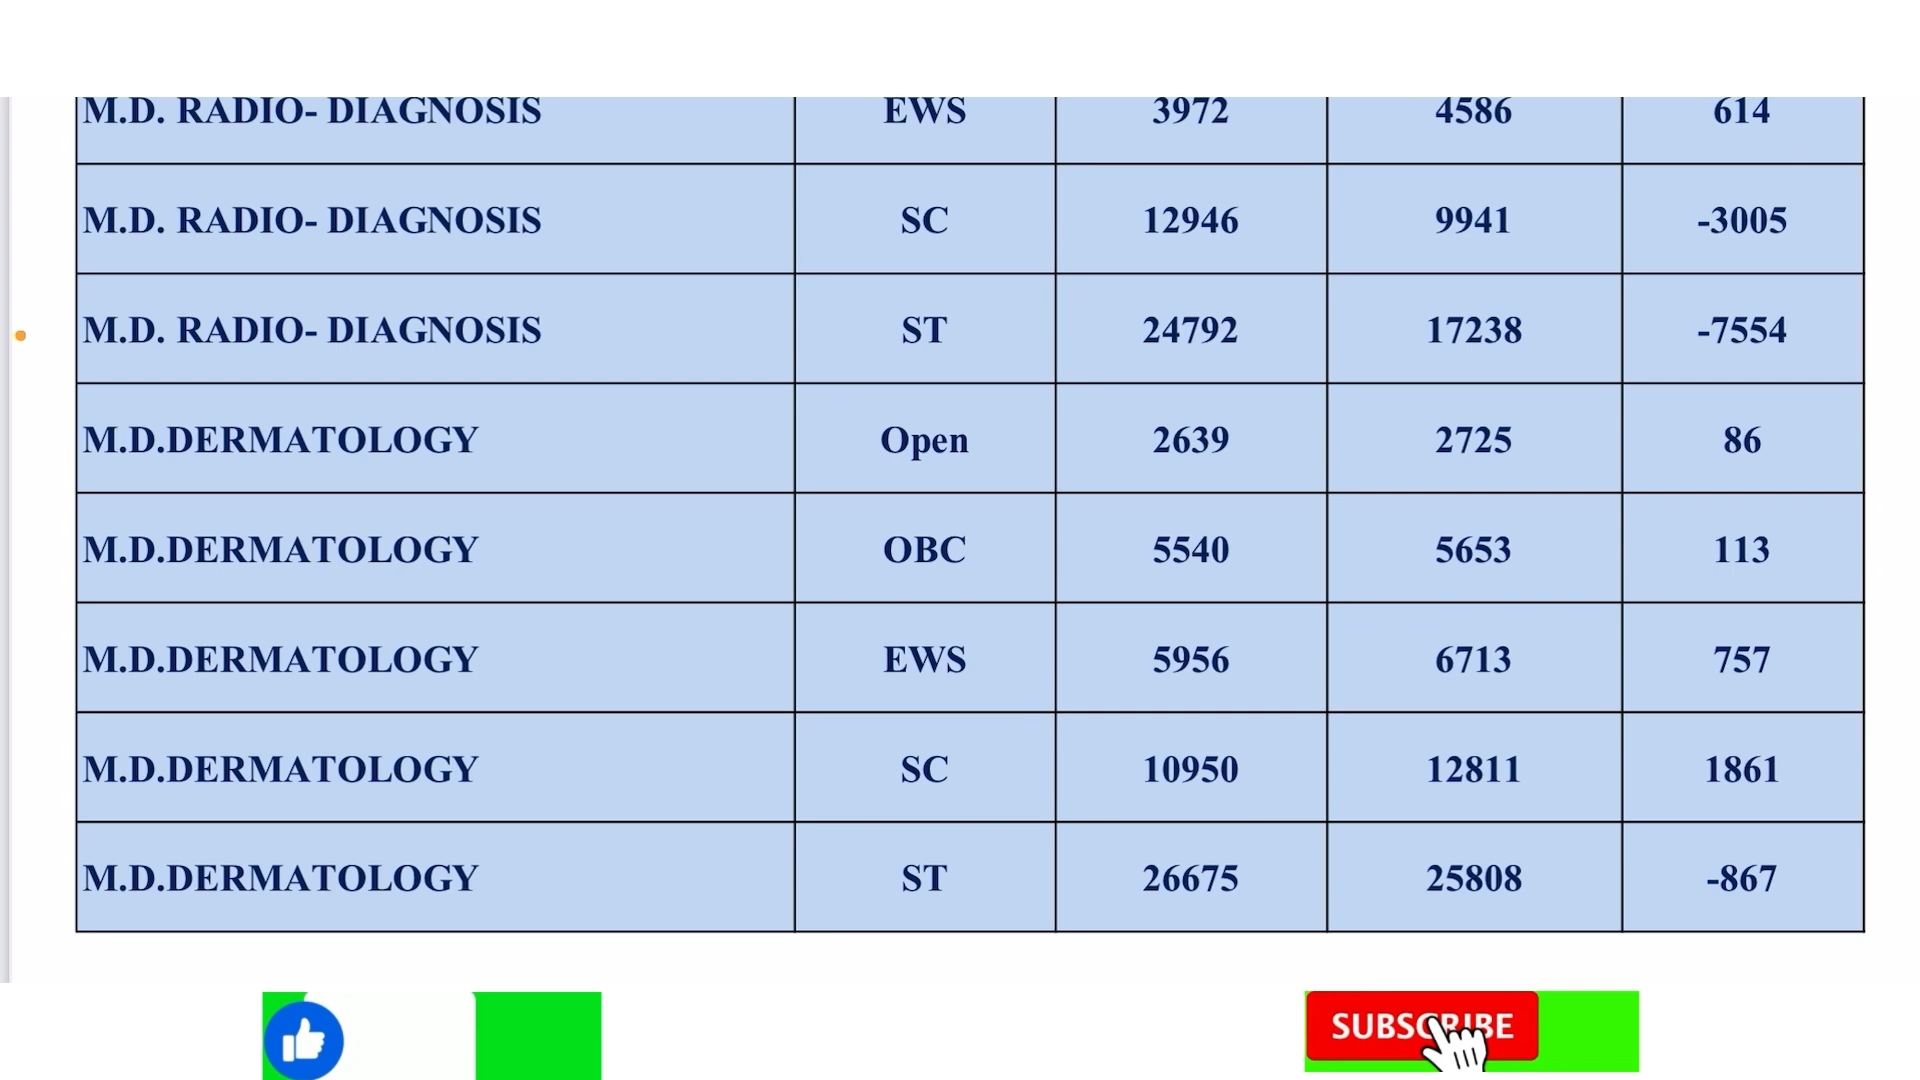 M.D. RADIO- DIAGNOSIS EWS 3972 4586 614
M.D. RADIO- DIAGNOSIS SC 12946 9941 -3005
M.D. RADIO- DIAGNOSIS ST 24792 17238 -7554
M.D.DERMATOLOGY Open 2639 2725 86
M.D.DERMATOLOGY OBC 5540 5653 113
M.D.DERMATOLOGY EWS 5956 6713 757
M.D.DERMATOLOGY SC 10950 12811 1861
M.D.DERMATOLOGY ST 26675 25808 -867
SUBSCRIBE